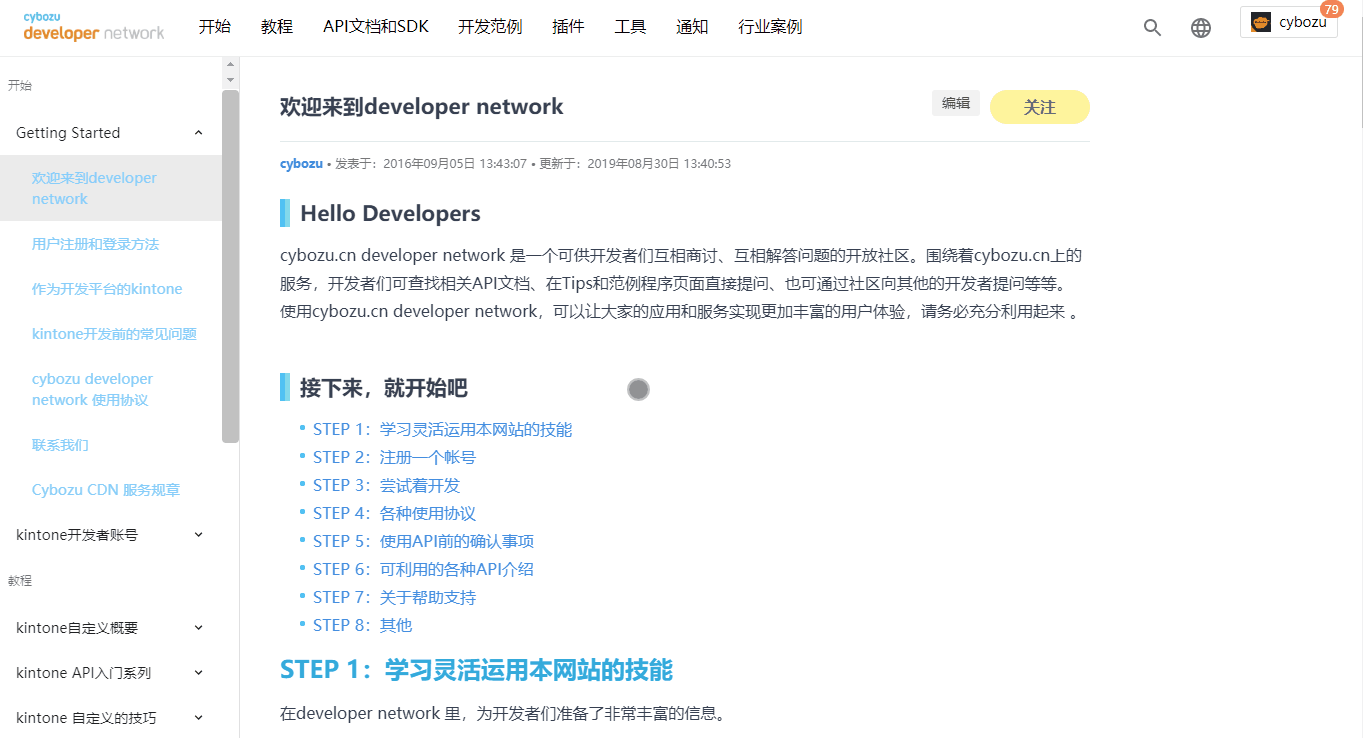 cybozu
developer network
开始 教程 API文档和SDK 开发范例 插件 工具 通知 行业案例
cybozu
79
开始
Getting Started
欢迎来到developer
network
用户注册和登录方法
作为开发平台的kintone
kintone开发前的常见问题
cybozu developer
network 使用协议
联系我们
Cybozu CDN 服务规章
kintone开发者账号
教程
kintone自定义概要
kintone API入门系列
kintone 自定义的技巧
欢迎来到developer network
编辑
关注
cybozu • 发表于：2016年09月05日 13:43:07 • 更新于：2019年08月30日 13:40:53
Hello Developers
cybozu.cn developer network 是一个可供开发者们互相商讨、互相解答问题的开放社区。围绕着cybozu.cn上的
服务，开发者们可查找相关API文档、在Tips和范例程序页面直接提问、也可通过社区向其他的开发者提问等等。
使用cybozu.cn developer network，可以让大家的应用和服务实现更加丰富的用户体验，请务必充分利用起来 。
接下来，就开始吧
• STEP 1：学习灵活运用本网站的技能
• STEP 2：注册一个帐号
• STEP 3：尝试着开发
• STEP 4：各种使用协议
• STEP 5：使用API前的确认事项
• STEP 6：可利用的各种API介绍
• STEP 7：关于帮助支持
• STEP 8：其他
STEP 1：学习灵活运用本网站的技能
在developer network 里，为开发者们准备了非常丰富的信息。